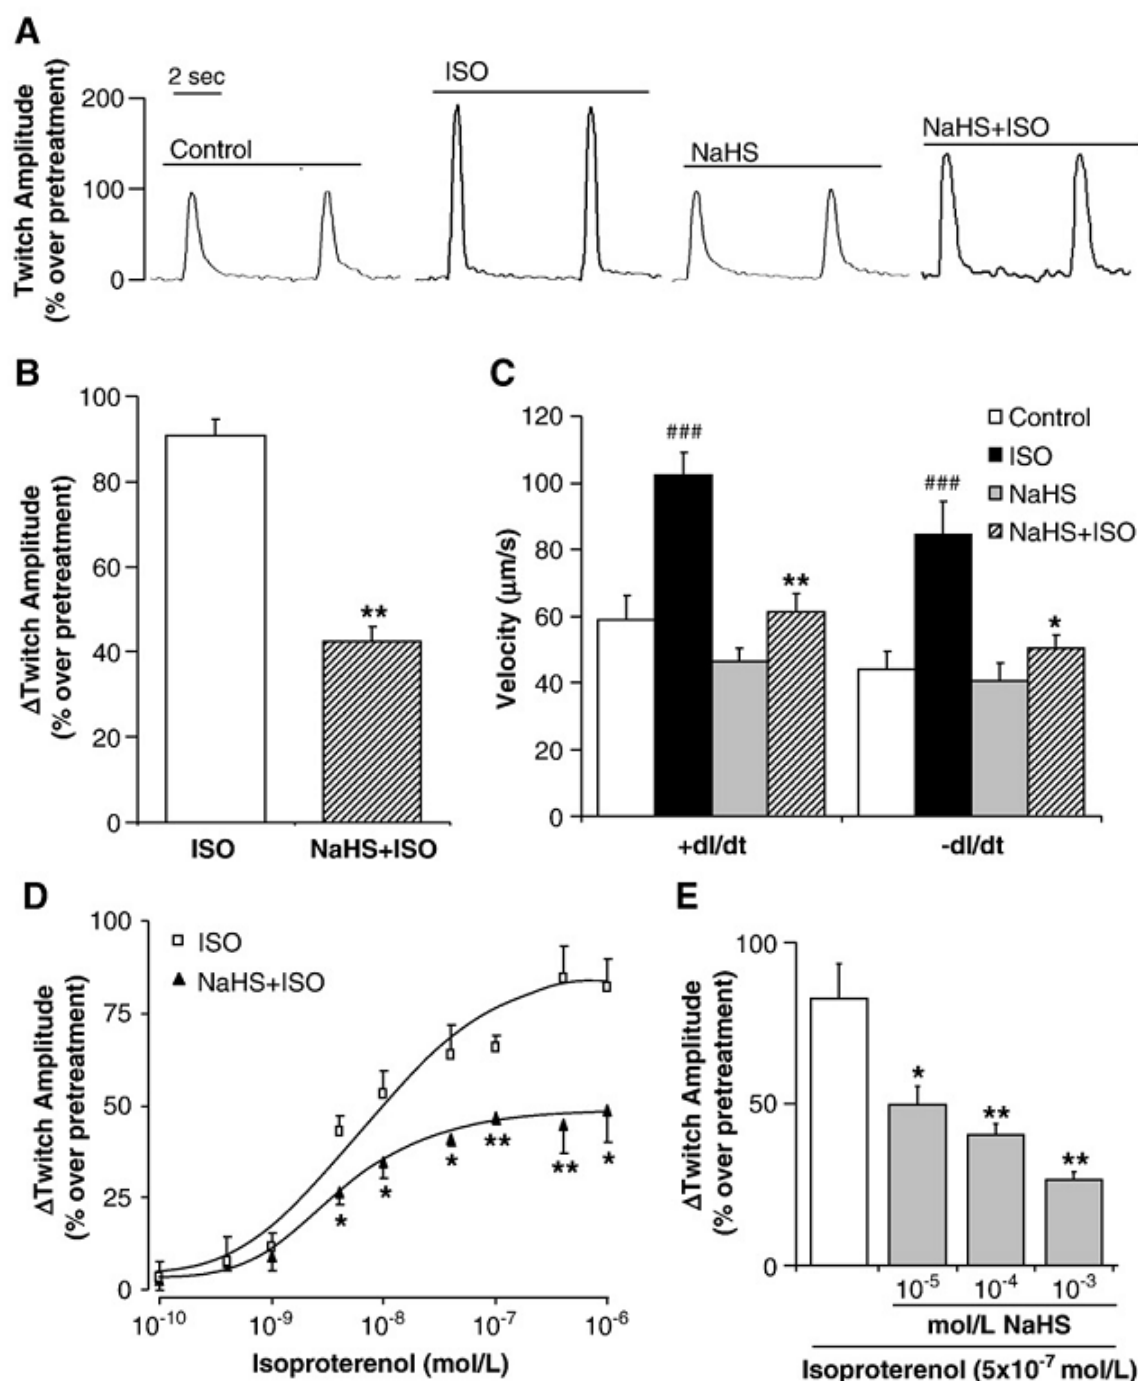 A
Twitch Amplitude
(% over pretreatment)
200
100
0
2 sec
Control
ISO
NaHS
NaHS+ISO
B
ΔTwitch Amplitude
(% over pretreatment)
100
80
60
40
20
0
**
ISO
NaHS+ISO
C
Velocity (µm/s)
120
100
80
60
40
20
0
###
**
###
*
Control
ISO
NaHS
NaHS+ISO
+dl/dt
-dl/dt
D
ΔTwitch Amplitude
(% over pretreatment)
100
75
50
25
0
ISO
NaHS+ISO
*
*
*
**
**
*
10⁻¹⁰
10⁻⁹
10⁻⁸
10⁻⁷
10⁻⁶
Isoproterenol (mol/L)
E
ΔTwitch Amplitude
(% over pretreatment)
100
50
0
*
**
**
10⁻⁵
10⁻⁴
10⁻³
mol/L NaHS
Isoproterenol (5x10⁻⁷ mol/L)